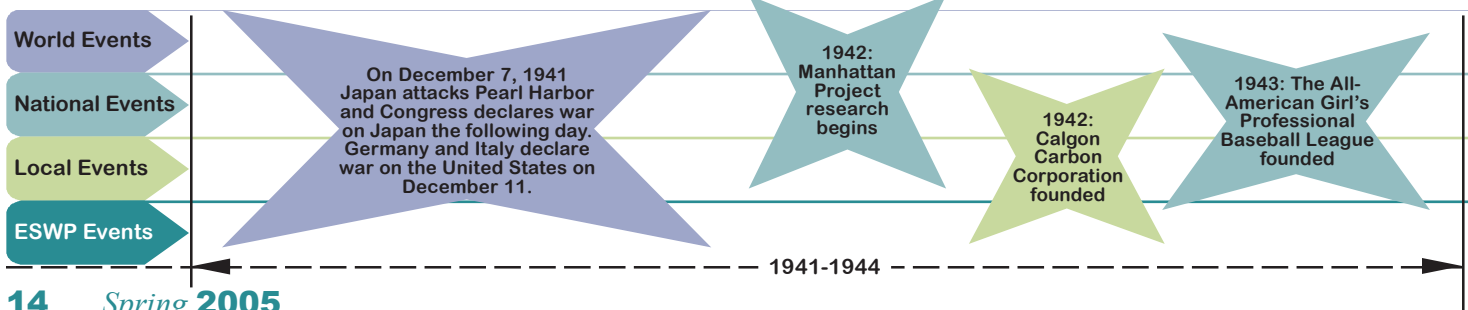 World Events
National Events
Local Events
ESWP Events
On December 7, 1941
Japan attacks Pearl Harbor
and Congress declares war
on Japan the following day.
Germany and Italy declare
war on the United States on
December 11.
1942:
Manhattan
Project
research
begins
1942:
Calgon
Carbon
Corporation
founded
1943: The All-
American Girl's
Professional
Baseball League
founded
1941-1944
14 Spring 2005